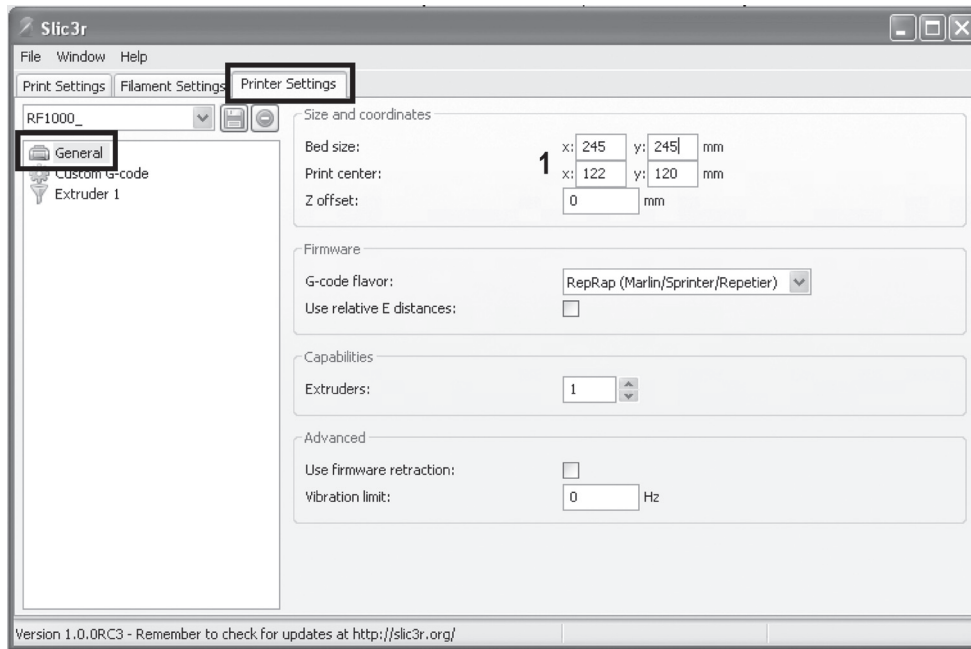 Slic3r
File Window Help
Print Settings Filament Settings Printer Settings
RF1000_
General
Custom G-code
Extruder 1
Size and coordinates
Bed size: x: 245 y: 245 mm
1
Print center: x: 122 y: 120 mm
Z offset: 0 mm
Firmware
G-code flavor: RepRap (Marlin/Sprinter/Repetier)
Use relative E distances:
Capabilities
Extruders: 1
Advanced
Use firmware retraction:
Vibration limit: 0 Hz
Version 1.0.0RC3 - Remember to check for updates at http://slic3r.org/